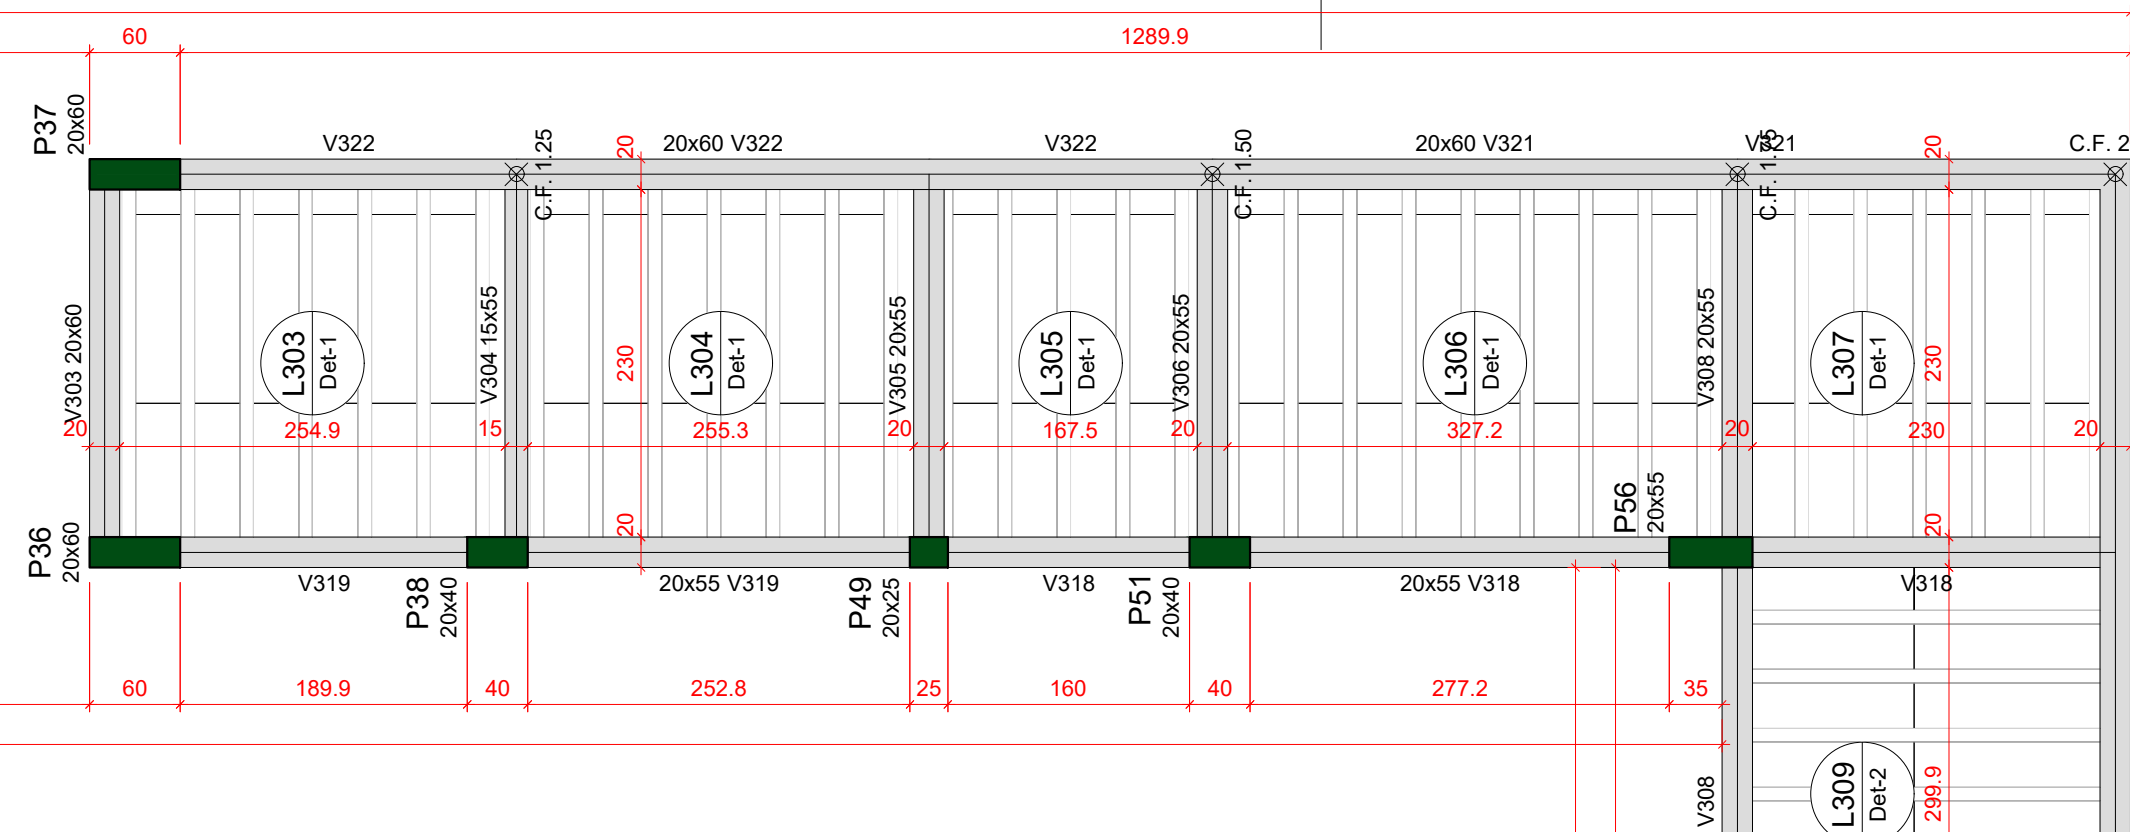 60
1289.9
P37
20x60
V322
C.F. 1.25
20
20x60 V322
V322
C.F. 1.50
20x60 V321
V321
C.F. 1.75
20
C.F. 2
V303 20x60
L303
Det-1
V304 15x55
230
L304
Det-1
V305 20x55
L305
Det-1
V306 20x55
L306
Det-1
V308 20x55
L307
Det-1
230
20
254.9
15
255.3
20
167.5
20
327.2
20
230
20
P36
20x60
20
P56
20x55
20
V319
P38
20x40
20x55 V319
P49
20x25
V318
P51
20x40
20x55 V318
V318
60
189.9
40
252.8
25
160
40
277.2
35
V308
L309
Det-2
299.9